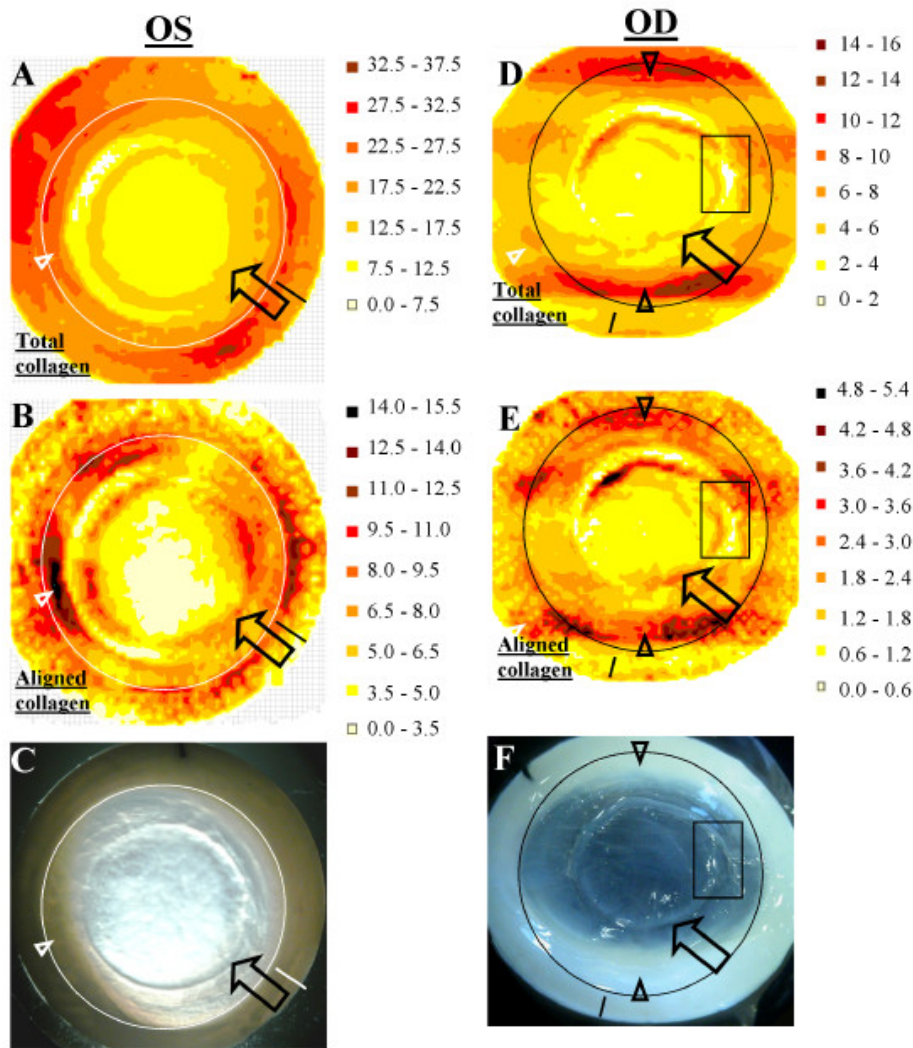 OS
OD
A
32.5 - 37.5
27.5 - 32.5
22.5 - 27.5
17.5 - 22.5
12.5 - 17.5
7.5 - 12.5
0.0 - 7.5
Total
collagen
D
14 - 16
12 - 14
10 - 12
8 - 10
6 - 8
4 - 6
2 - 4
0 - 2
Total
collagen
B
14.0 - 15.5
12.5 - 14.0
11.0 - 12.5
9.5 - 11.0
8.0 - 9.5
6.5 - 8.0
5.0 - 6.5
3.5 - 5.0
0.0 - 3.5
Aligned
collagen
E
4.8 - 5.4
4.2 - 4.8
3.6 - 4.2
3.0 - 3.6
2.4 - 3.0
1.8 - 2.4
1.2 - 1.8
0.6 - 1.2
0.0 - 0.6
Aligned
collagen
C
F